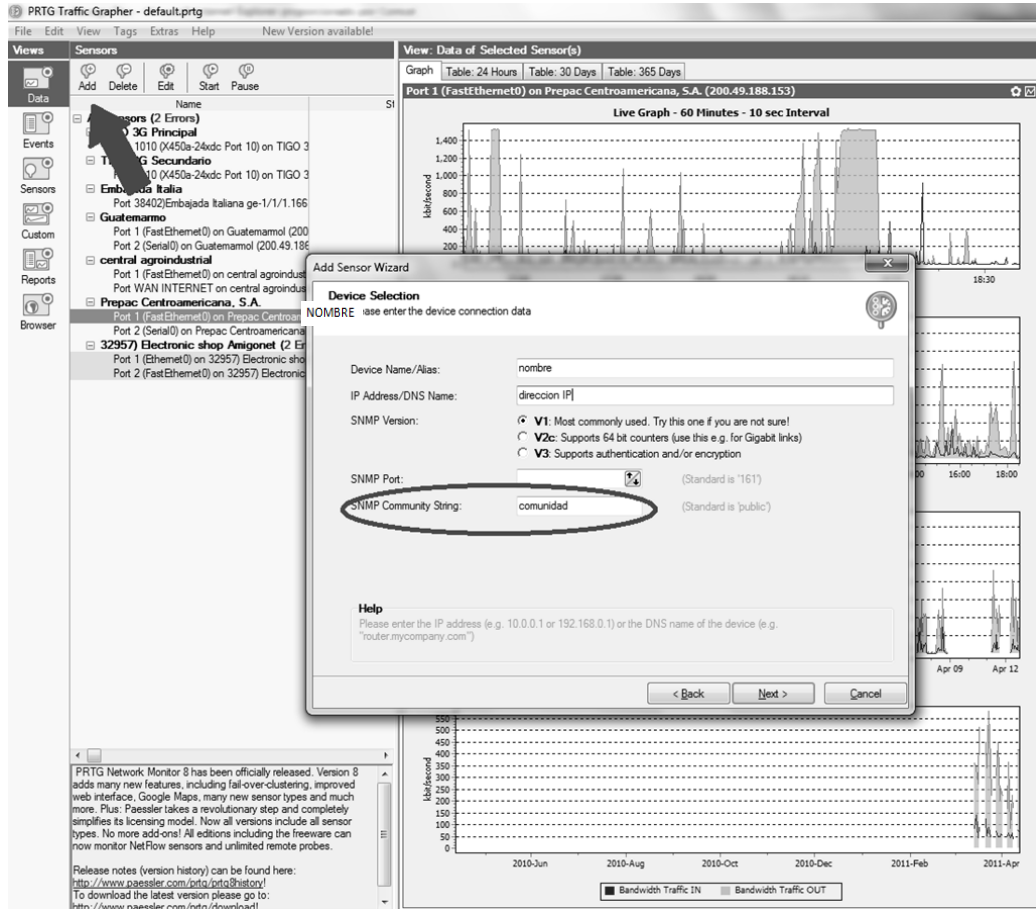 PRTG Traffic Grapher - default.prtg
File Edit View Tags Extras Help New Version available!
Views
Data
Events
Sensors
Custom
Reports
Browser
Sensors
Add Delete Edit Start Pause
Name
(2 Errors)
3G Principal
1010 (X450a-24xdc Port 10) on TIGO 3
Secundario
(X450a-24xdc Port 10) on TIGO 3
Embajada Italia
Port 38402)Embajada Italiana ge-1/1/1.166
Guatemarmo
Port 1 (FastEthernet0) on Guatemarmol (200
Port 2 (Serial0) on Guatemarmol (200.49.186
central agroindustrial
Port 1 (FastEthernet0) on central agroindust
Port WAN INTERNET on central agroindus
Prepac Centroamericana, S.A.
Port 1 (FastEthernet0) on Prepac Centroam
Port 2 (Serial0) on Prepac Centroamericana
32957) Electronic shop Amigonet (2 Er
Port 1 (Ethernet0) on 32957) Electronic sho
Port 2 (FastEthernet0) on 32957) Electronic
PRTG Network Monitor 8 has been officially released. Version 8
adds many new features, including fail-over-clustering, improved
web interface, Google Maps, many new sensor types and much
more. Plus: Paessler takes a revolutionary step and completely
simplifies its licensing model. Now all versions include all sensor
types. No more add-ons! All editions including the freeware can
now monitor NetFlow sensors and unlimited remote probes.
Release notes (version history) can be found here:
http://www.paessler.com/prtg/prtg8history!
To download the latest version please go to:
http://www.paessler.com/prtg/download!
View: Data of Selected Sensor(s)
Graph Table: 24 Hours Table: 30 Days Table: 365 Days
Port 1 (FastEthernet0) on Prepac Centroamericana, S.A. (200.49.188.153)
Live Graph - 60 Minutes - 10 sec Interval
kbit/second
1,400
1,200
1,000
800
600
400
200
18:30
Add Sensor Wizard
Device Selection
NOMBRE ase enter the device connection data
Device Name/Alias: nombre
IP Address/DNS Name: direccion IP
SNMP Version: V1: Most commonly used. Try this one if you are not sure!
V2c: Supports 64 bit counters (use this e.g. for Gigabit links)
V3: Supports authentication and/or encryption
SNMP Port: (Standard is '161')
SNMP Community String: comunidad (Standard is 'public')
Help
Please enter the IP address (e.g. 10.0.0.1 or 192.168.0.1) or the DNS name of the device (e.g.
"router.mycompany.com")
< Back Next > Cancel
16:00 18:00
Apr 09 Apr 12
kbit/second
550
500
450
400
350
300
250
200
150
100
50
0
2010-Jun 2010-Aug 2010-Oct 2010-Dec 2011-Feb 2011-Apr
Bandwidth Traffic IN Bandwidth Traffic OUT